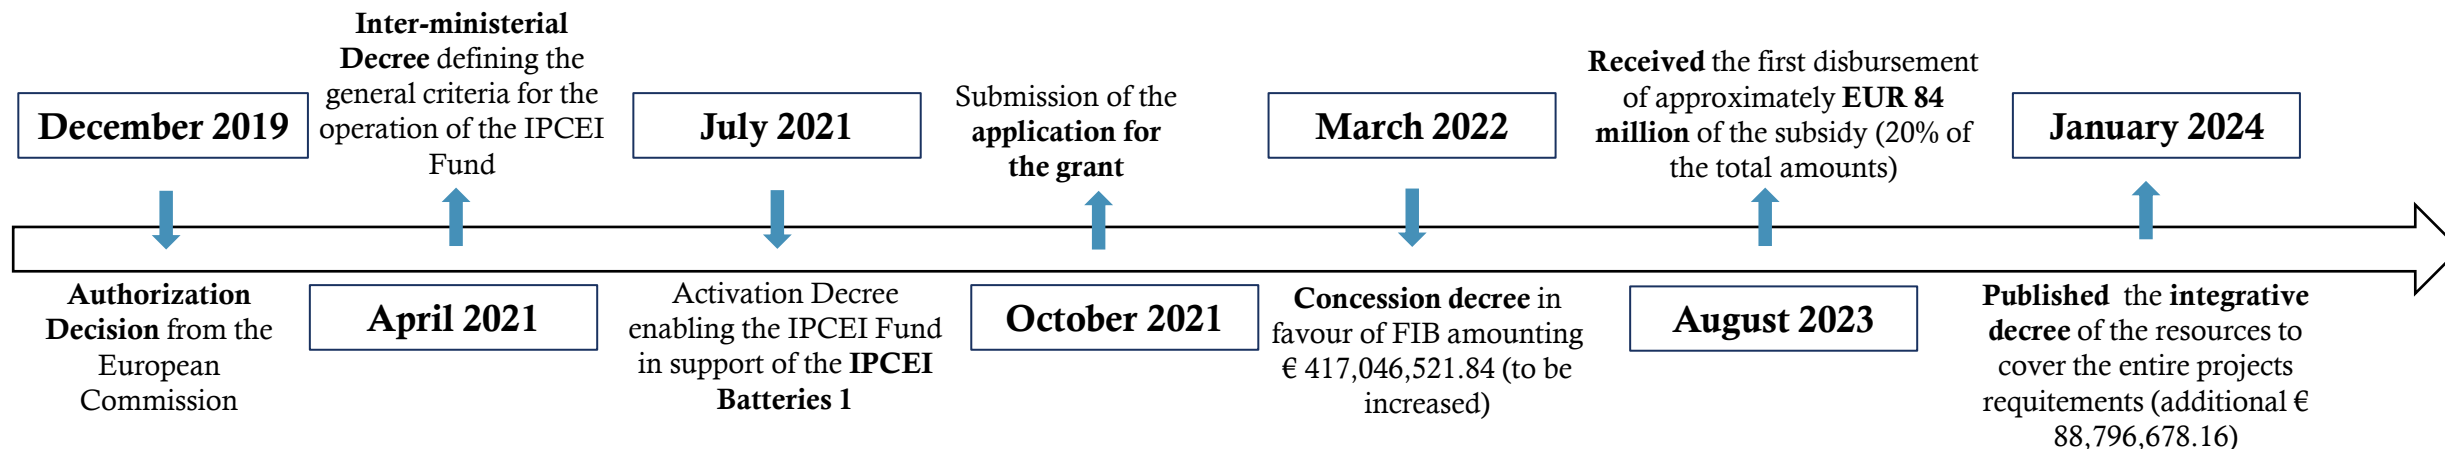 December 2019
Authorization
Decision from the
European
Commission
Inter-ministerial
Decree defining the
general criteria for the
operation of the IPCEI
Fund
April 2021
July 2021
Activation Decree
enabling the IPCEI Fund
in support of the IPCEI
Batteries 1
Submission of the
application for
the grant
October 2021
March 2022
Concession decree in
favour of FIB amounting
€ 417,046,521.84 (to be
increased)
Received the first disbursement
of approximately EUR 84
million of the subsidy (20% of
the total amounts)
August 2023
January 2024
Published the integrative
decree of the resources to
cover the entire projects
requitements (additional €
88,796,678.16)